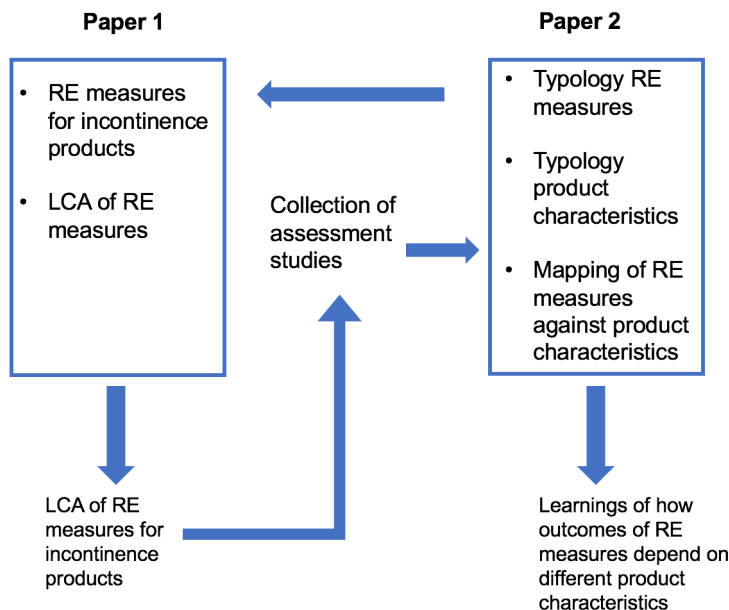 Paper 1
• RE measures
for incontinence
products
• LCA of RE
measures
LCA of RE
measures for
incontinence
products
Collection of
assessment
studies
Paper 2
• Typology RE
measures
• Typology
product
characteristics
• Mapping of RE
measures
against product
characteristics
Learnings of how
outcomes of RE
measures depend on
different product
characteristics